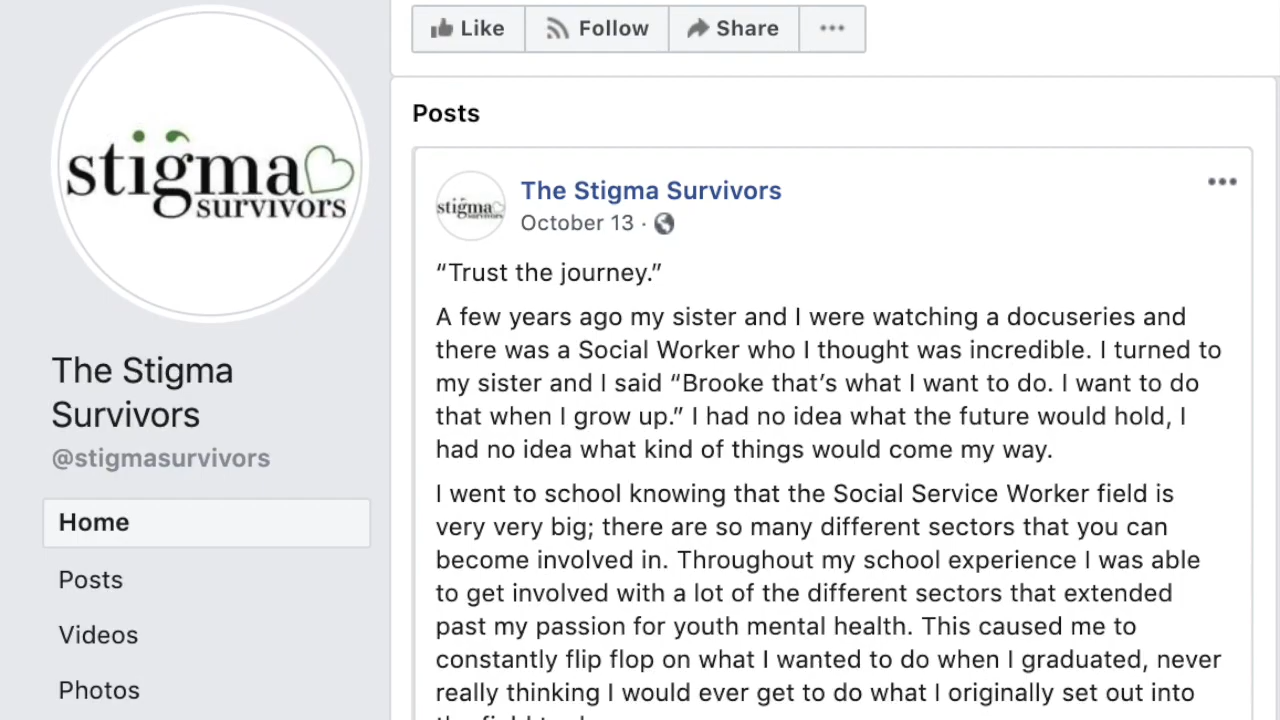 Like Follow Share
stigma
survivors
The Stigma
Survivors
@stigmasurvivors
Home
Posts
Videos
Photos
Posts
stigma
survivors
The Stigma Survivors
October 13 ·
“Trust the journey.”
A few years ago my sister and I were watching a docuseries and
there was a Social Worker who I thought was incredible. I turned to
my sister and I said “Brooke that’s what I want to do. I want to do
that when I grow up.” I had no idea what the future would hold, I
had no idea what kind of things would come my way.
I went to school knowing that the Social Service Worker field is
very very big; there are so many different sectors that you can
become involved in. Throughout my school experience I was able
to get involved with a lot of the different sectors that extended
past my passion for youth mental health. This caused me to
constantly flip flop on what I wanted to do when I graduated, never
really thinking I would ever get to do what I originally set out into